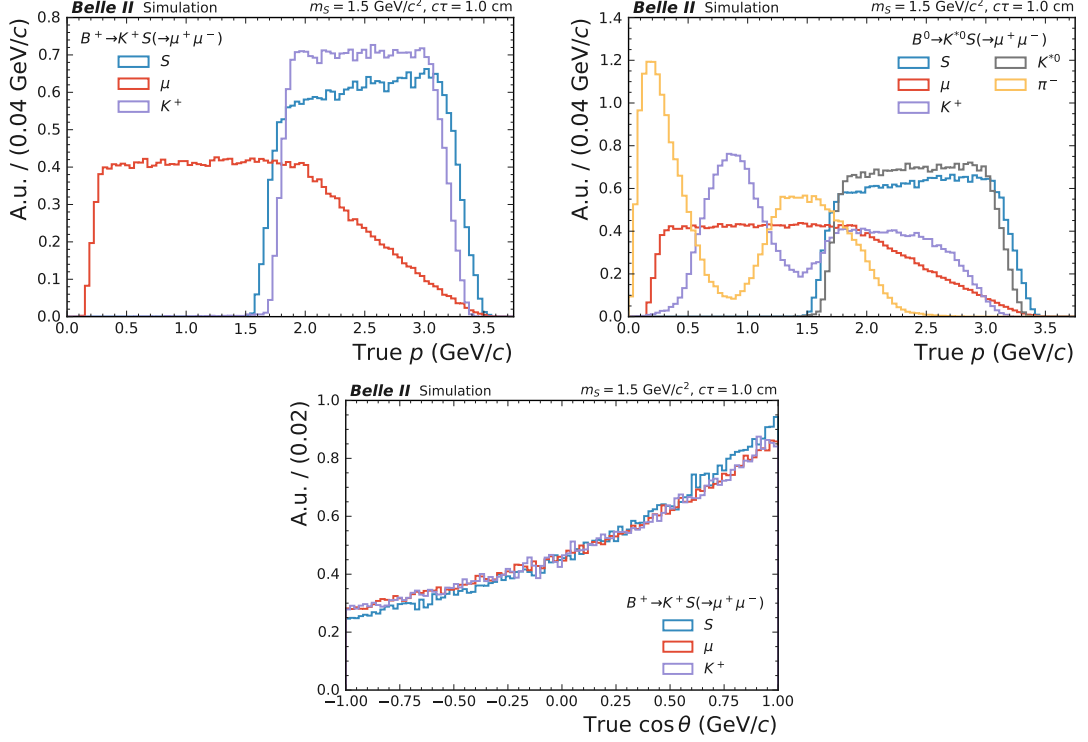 Belle II Simulation m_S = 1.5 GeV/c², cτ = 1.0 cm
B⁺→K⁺S(→μ⁺μ⁻)
S
μ
K⁺
A.u. / (0.04 GeV/c)
0.7
0.6
0.5
0.4
0.3
0.2
0.1
0.0
0.0 0.5 1.0 1.5 2.0 2.5 3.0 3.5
True p (GeV/c)
Belle II Simulation m_S = 1.5 GeV/c², cτ = 1.0 cm
B⁰→K*⁰S(→μ⁺μ⁻)
S K*⁰
μ π⁻
K⁺
A.u. / (0.04 GeV/c)
1.4
1.2
1.0
0.8
0.6
0.4
0.2
0.0
0.0 0.5 1.0 1.5 2.0 2.5 3.0 3.5
True p (GeV/c)
Belle II Simulation m_S = 1.5 GeV/c², cτ = 1.0 cm
A.u. / (0.02)
1.0
0.8
0.6
0.4
0.2
0.0
B⁺→K⁺S(→μ⁺μ⁻)
S
μ
K⁺
−1.00 −0.75 −0.50 −0.25 0.00 0.25 0.50 0.75 1.00
True cos θ (GeV/c)